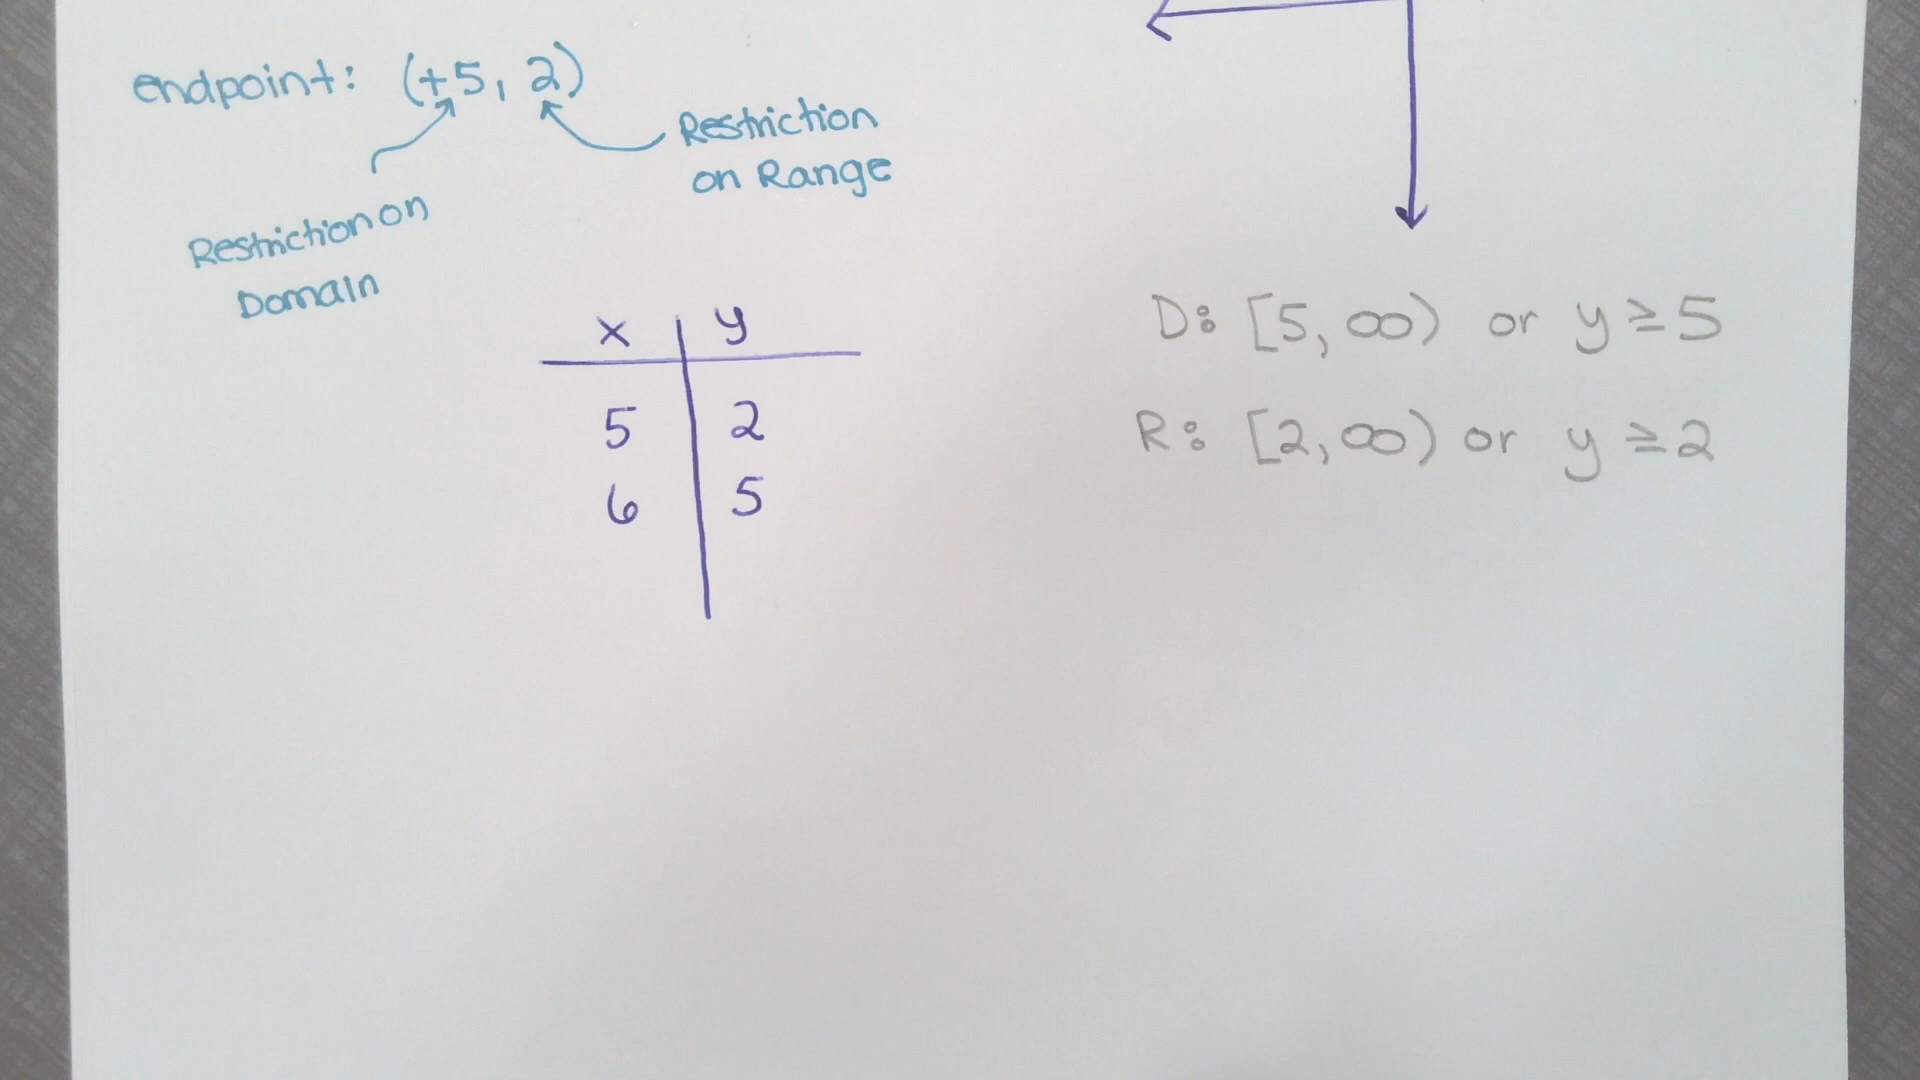 endpoint: (+5, 2)
Restriction
on Range
Restriction on
Domain
x y
5 2
6 5
D: [5, ∞) or y ≥ 5
R: [2, ∞) or y ≥ 2